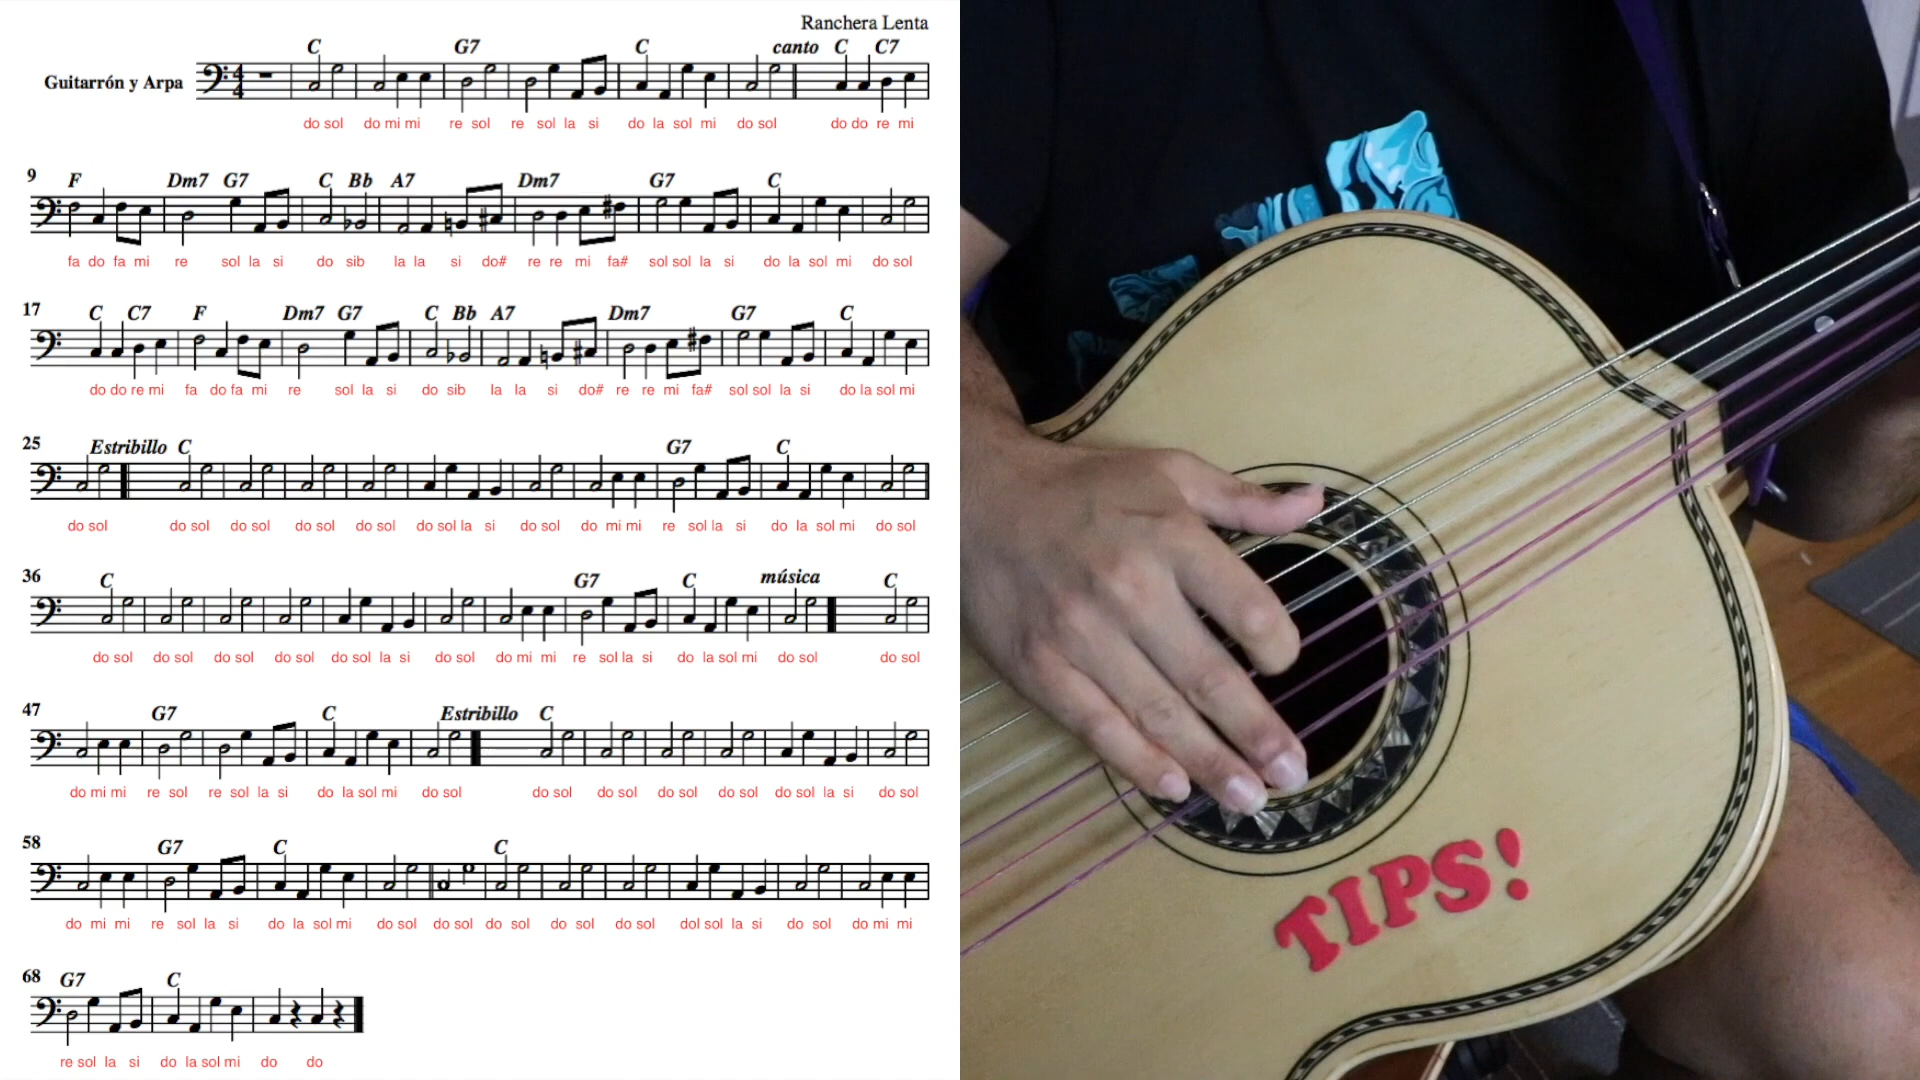 Ranchera Lenta
C G7 C canto C C7
Guitarrón y Arpa
do sol do mi mi re sol re sol la si do la sol mi do sol do do re mi
9 F Dm7 G7 C Bb A7 Dm7 G7 C
fa do fa mi re sol la si do sib la la si do# re re mi fa# sol sol la si do la sol mi do sol
17 C C7 F Dm7 G7 C Bb A7 Dm7 G7 C
do do re mi fa do fa mi re sol la si do sib la la si do# re re mi fa# sol sol la si do la sol mi
25 Estribillo C G7 C
do sol do sol do sol do sol do sol do sol la si do sol do mi mi re sol la si do la sol mi do sol
36 C G7 C música C
do sol do sol do sol do sol do sol la si do sol do mi mi re sol la si do la sol mi do sol do sol
47 G7 C Estribillo C
do mi mi re sol re sol la si do la sol mi do sol do sol do sol do sol do sol do sol la si do sol
58 G7 C C
do mi mi re sol la si do la sol mi do sol do sol do sol do sol do sol dol sol la si do sol do mi mi
68 G7 C
re sol la si do la sol mi do do
TIPS!